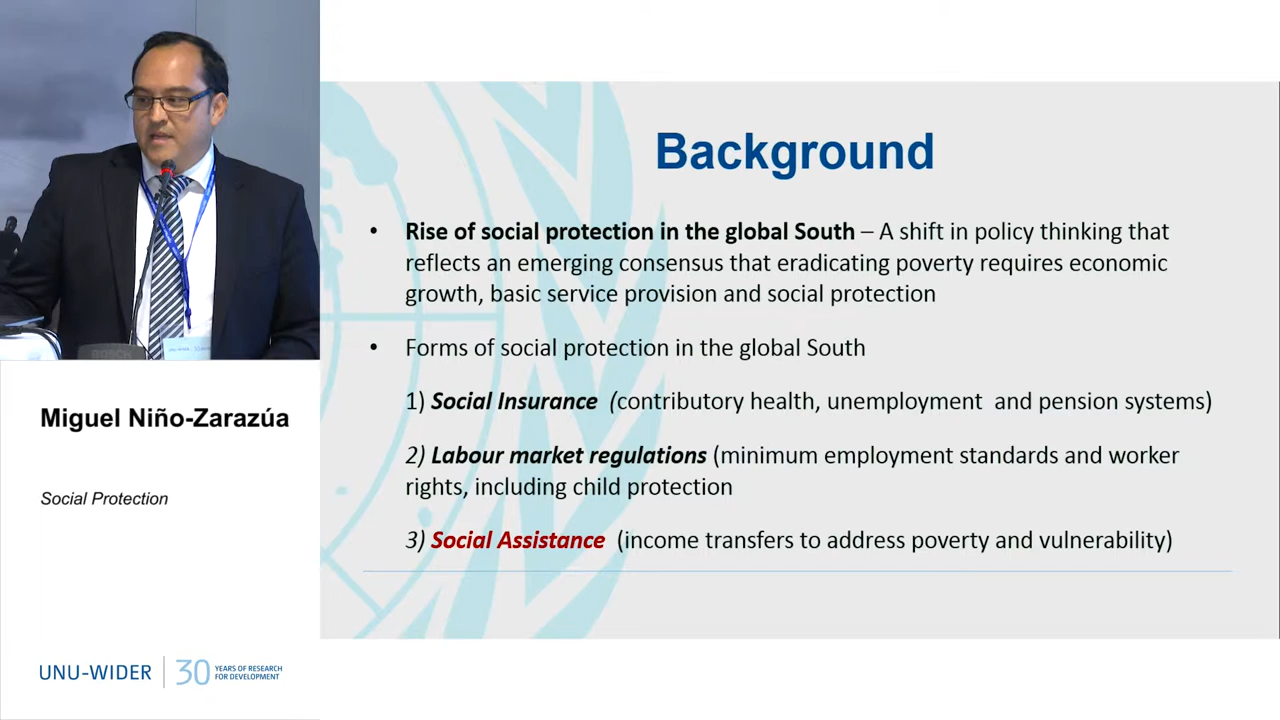 Background
• Rise of social protection in the global South – A shift in policy thinking that
reflects an emerging consensus that eradicating poverty requires economic
growth, basic service provision and social protection
• Forms of social protection in the global South
1) Social Insurance (contributory health, unemployment and pension systems)
2) Labour market regulations (minimum employment standards and worker
rights, including child protection
3) Social Assistance (income transfers to address poverty and vulnerability)
Miguel Niño-Zarazúa
Social Protection
UNU-WIDER
30 YEARS OF RESEARCH
FOR DEVELOPMENT
BOSCH
UNU-WIDER